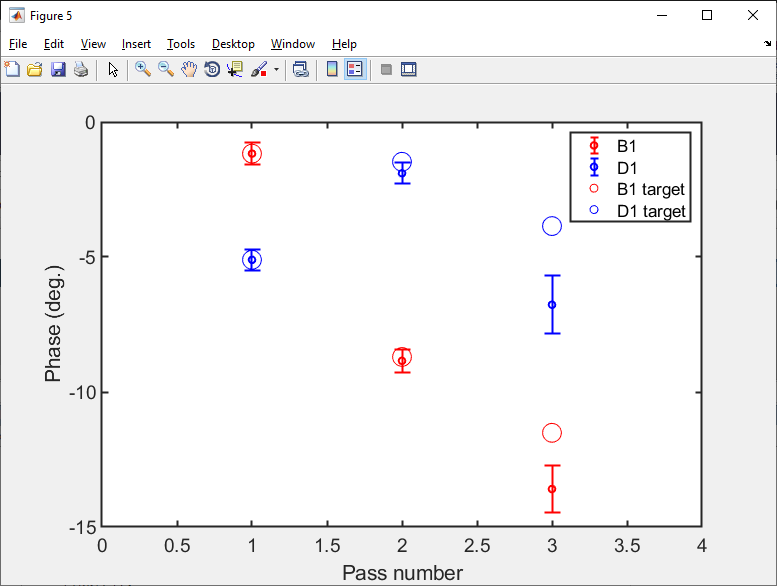 Figure 5
File Edit View Insert Tools Desktop Window Help
0
-5
-10
-15
Phase (deg.)
B1
D1
B1 target
D1 target
0 0.5 1 1.5 2 2.5 3 3.5 4
Pass number